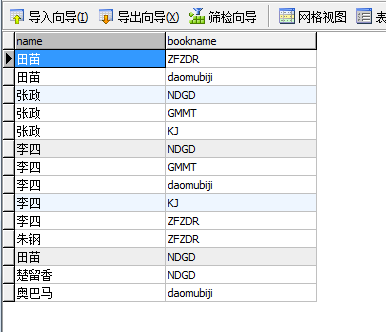 导入向导(I) 导出向导(X) 筛检向导 网格视图 表
name bookname
田苗 ZFZDR
田苗 daomubiji
张政 NDGD
张政 GMMT
张政 KJ
李四 NDGD
李四 GMMT
李四 daomubiji
李四 KJ
李四 ZFZDR
朱钢 ZFZDR
田苗 NDGD
楚留香 NDGD
奥巴马 daomubiji